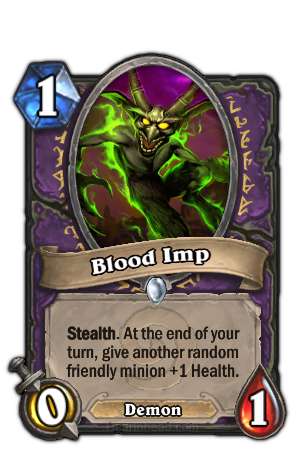 1
Blood Imp
Stealth. At the end of your
turn, give another random
friendly minion +1 Health.
0
Demon
1